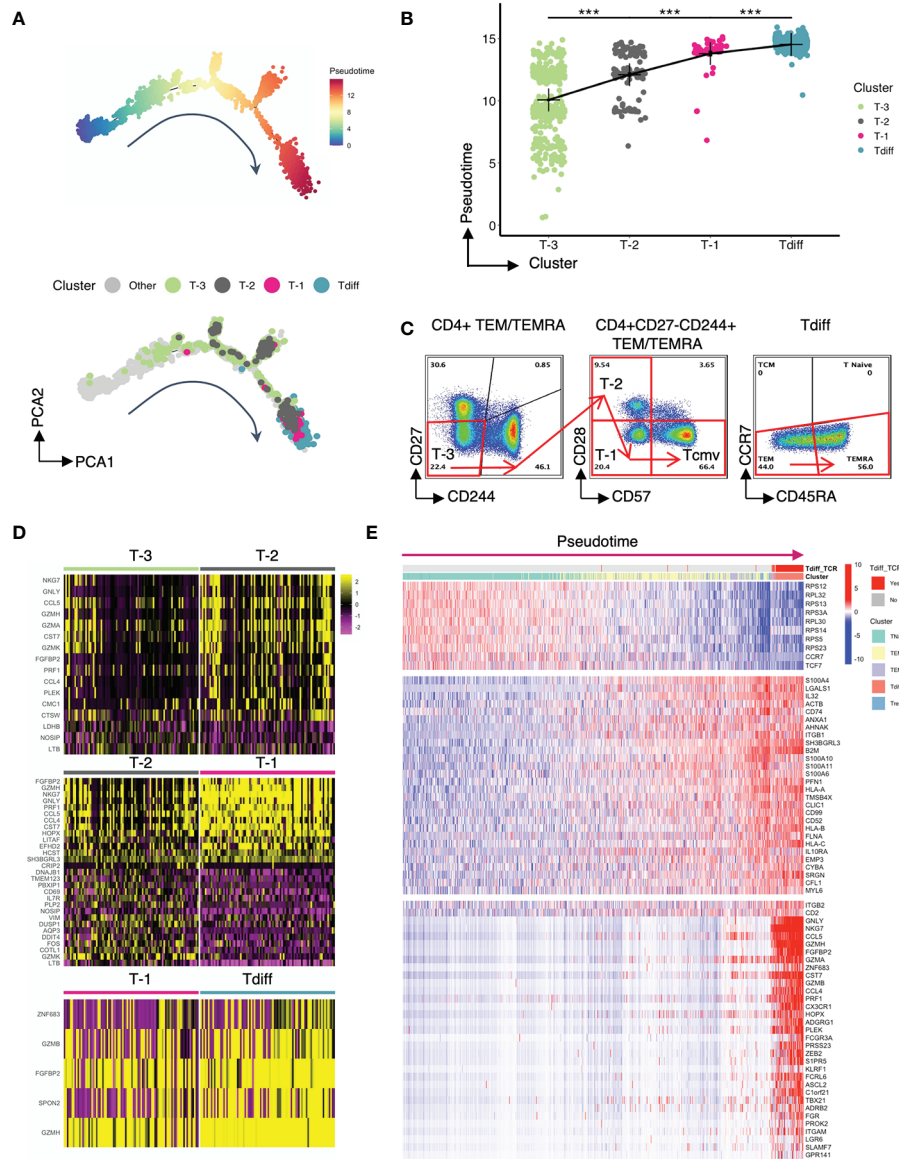 A
Pseudotime
12
8
4
0
Cluster
Other
T-3
T-2
T-1
Tdiff
PCA2
PCA1
B
***
***
***
15
10
5
0
Pseudotime
T-3
T-2
T-1
Tdiff
Cluster
Cluster
T-3
T-2
T-1
Tdiff
C
CD4+ TEM/TEMRA
30.6
0.85
T-3
22.4
46.1
CD27
CD244
CD4+CD27-CD244+
TEM/TEMRA
9.54
3.65
T-2
T-1
Tcmv
20.4
66.4
CD28
CD57
Tdiff
TCM
0
T Naive
0
TEM
44.0
TEMRA
56.0
CCR7
CD45RA
D
T-3
T-2
NKG7
GNLY
CCL5
GZMH
GZMA
CST7
GZMK
FGFBP2
PRF1
CCL4
PLEK
CMC1
CTSW
LDHB
NOSIP
LTB
2
1
0
-1
-2
T-2
T-1
FGFBP2
GZMH
NKG7
GNLY
PRF1
CCL5
CCL4
CST7
HOPX
LITAF
EFHD2
HCST
SH3BGRL3
CRIP2
DNAJB1
TMEM123
PBXIP1
CD69
IL7R
PLP2
NOSIP
VIM
DUSP1
AQP3
DDIT4
FOS
COTL1
GZMK
LTB
T-1
Tdiff
ZNF683
GZMB
FGFBP2
SPON2
GZMH
E
Pseudotime
Tdiff_TCR
Cluster
RPS12
RPL32
RPS13
RPS3A
RPL30
RPS14
RPS5
RPS23
CCR7
TCF7
S100A4
LGALS1
IL32
ACTB
CD74
ANXA1
AHNAK
ITGB1
SH3BGRL3
B2M
S100A10
S100A11
S100A6
PFN1
HLA-A
TMSB4X
CLIC1
CD99
CD52
HLA-B
FLNA
HLA-C
IL10RA
EMP3
CYBA
SRGN
CFL1
MYL6
ITGB2
CD2
GNLY
NKG7
CCL5
GZMH
FGFBP2
GZMA
ZNF683
CST7
GZMB
CCL4
PRF1
CX3CR1
HOPX
ADGRG1
PLEK
FCGR3A
PRSS23
ZEB2
S1PR5
KLRF1
FCRL6
ASCL2
C1orf21
TBX21
ADRB2
FGR
PROK2
ITGAM
LGR6
SLAMF7
GPR141
10
5
0
-5
-10
Tdiff_TC
Yes
No
Cluster
TNa
TEM
TEM
Tdi
Tre